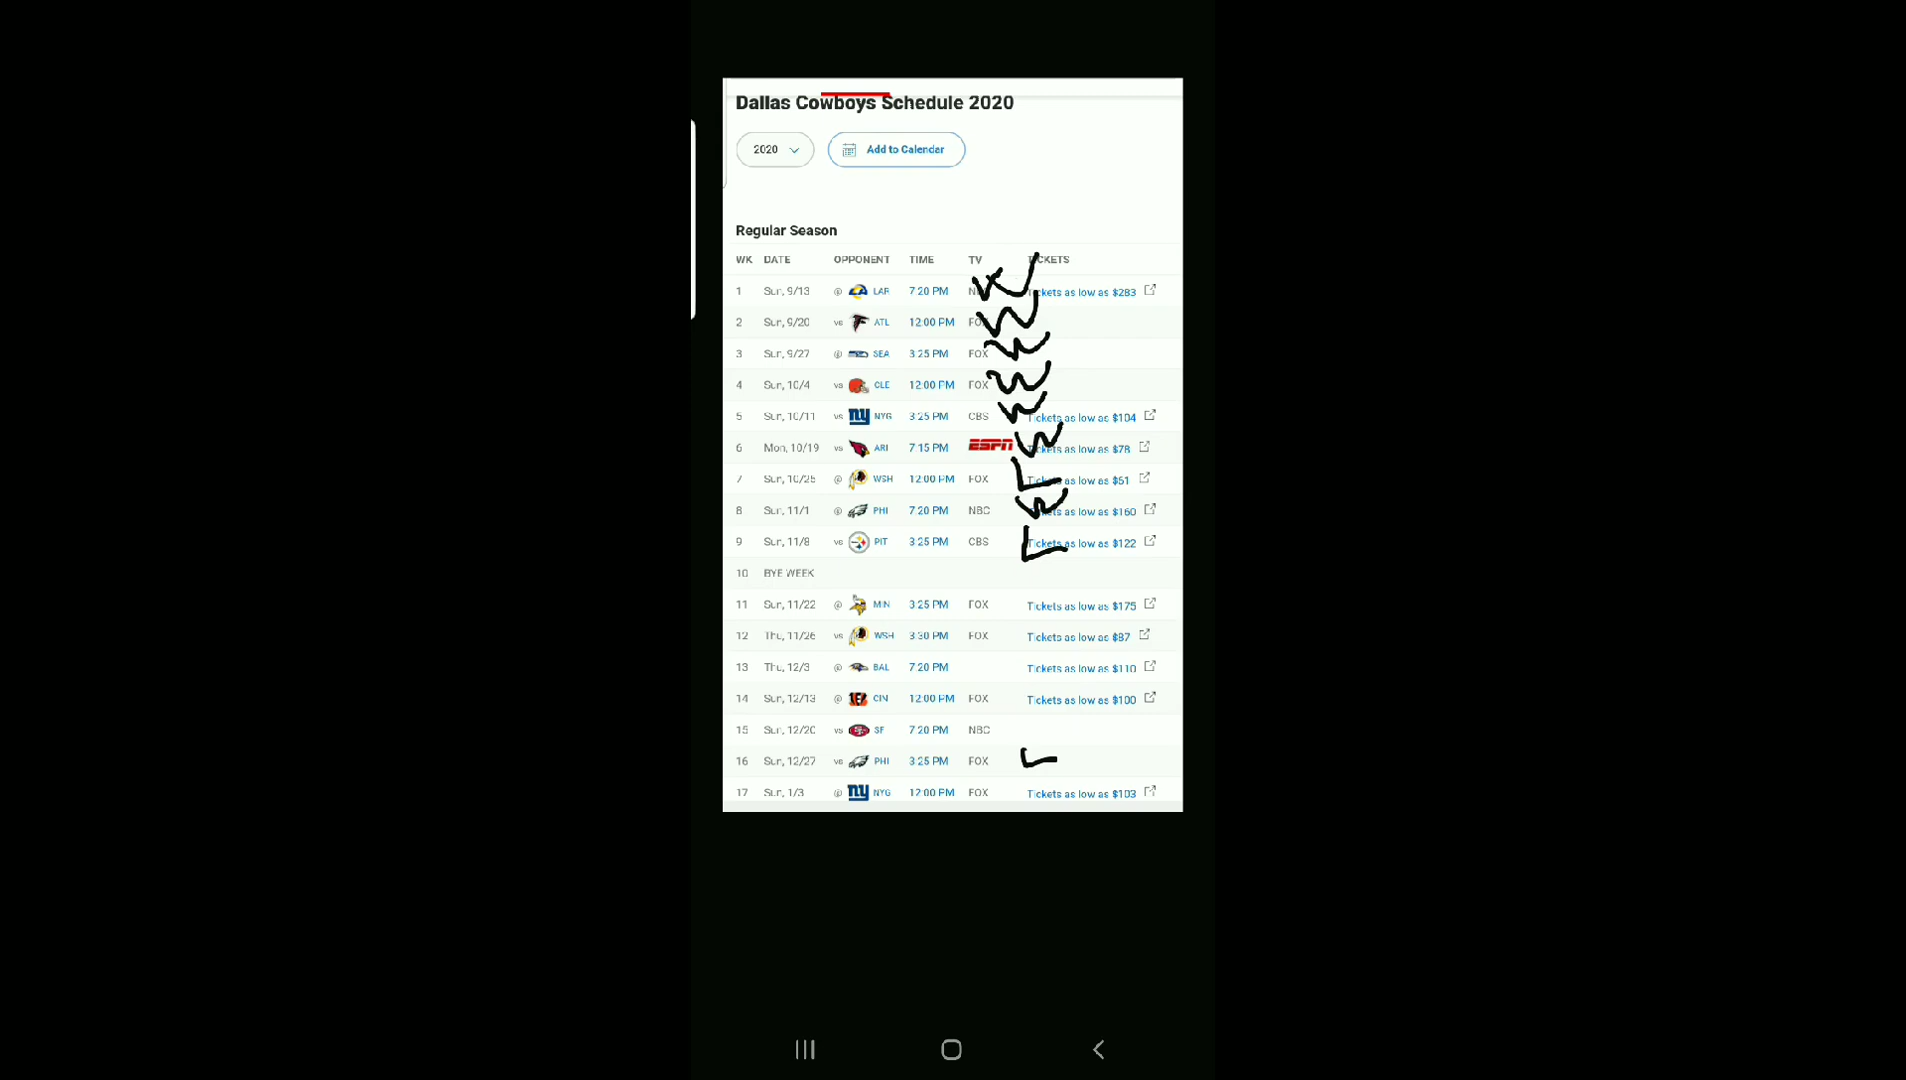 Dallas Cowboys Schedule 2020
2020 Add to Calendar
Regular Season
WK DATE OPPONENT TIME TV TICKETS
1 Sun, 9/13 @ LAR 7:20 PM W Tickets as low as $283
2 Sun, 9/20 vs ATL 12:00 PM FOX W
3 Sun, 9/27 @ SEA 3:25 PM FOX W
4 Sun, 10/4 vs CLE 12:00 PM FOX W
5 Sun, 10/11 vs NYG 3:25 PM CBS W Tickets as low as $104
6 Mon, 10/19 vs ARI 7:15 PM ESPN W Tickets as low as $78
7 Sun, 10/25 @ WSH 12:00 PM FOX L Tickets as low as $51
8 Sun, 11/1 @ PHI 7:20 PM NBC W Tickets as low as $160
9 Sun, 11/8 vs PIT 3:25 PM CBS L Tickets as low as $122
10 BYE WEEK
11 Sun, 11/22 @ MIN 3:25 PM FOX Tickets as low as $175
12 Thu, 11/26 vs WSH 3:30 PM FOX Tickets as low as $87
13 Thu, 12/3 @ BAL 7:20 PM Tickets as low as $110
14 Sun, 12/13 @ CIN 12:00 PM FOX Tickets as low as $100
15 Sun, 12/20 vs SF 7:20 PM NBC
16 Sun, 12/27 vs PHI 3:25 PM FOX L
17 Sun, 1/3 @ NYG 12:00 PM FOX Tickets as low as $103